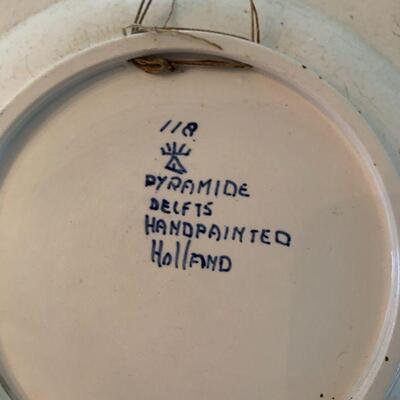 118
PYRAMIDE
DELFTS
HANDPAINTED
HOllAND